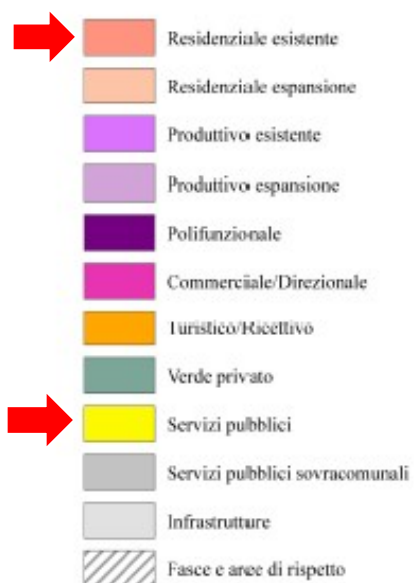 Residenziale esistente
Residenziale espansione
Produttivo esistente
Produttivo espansione
Polifunzionale
Commerciale/Direzionale
Turistico/Ricettivo
Verde privato
Servizi pubblici
Servizi pubblici sovracomunali
Infrastrutture
Fasce e aree di rispetto